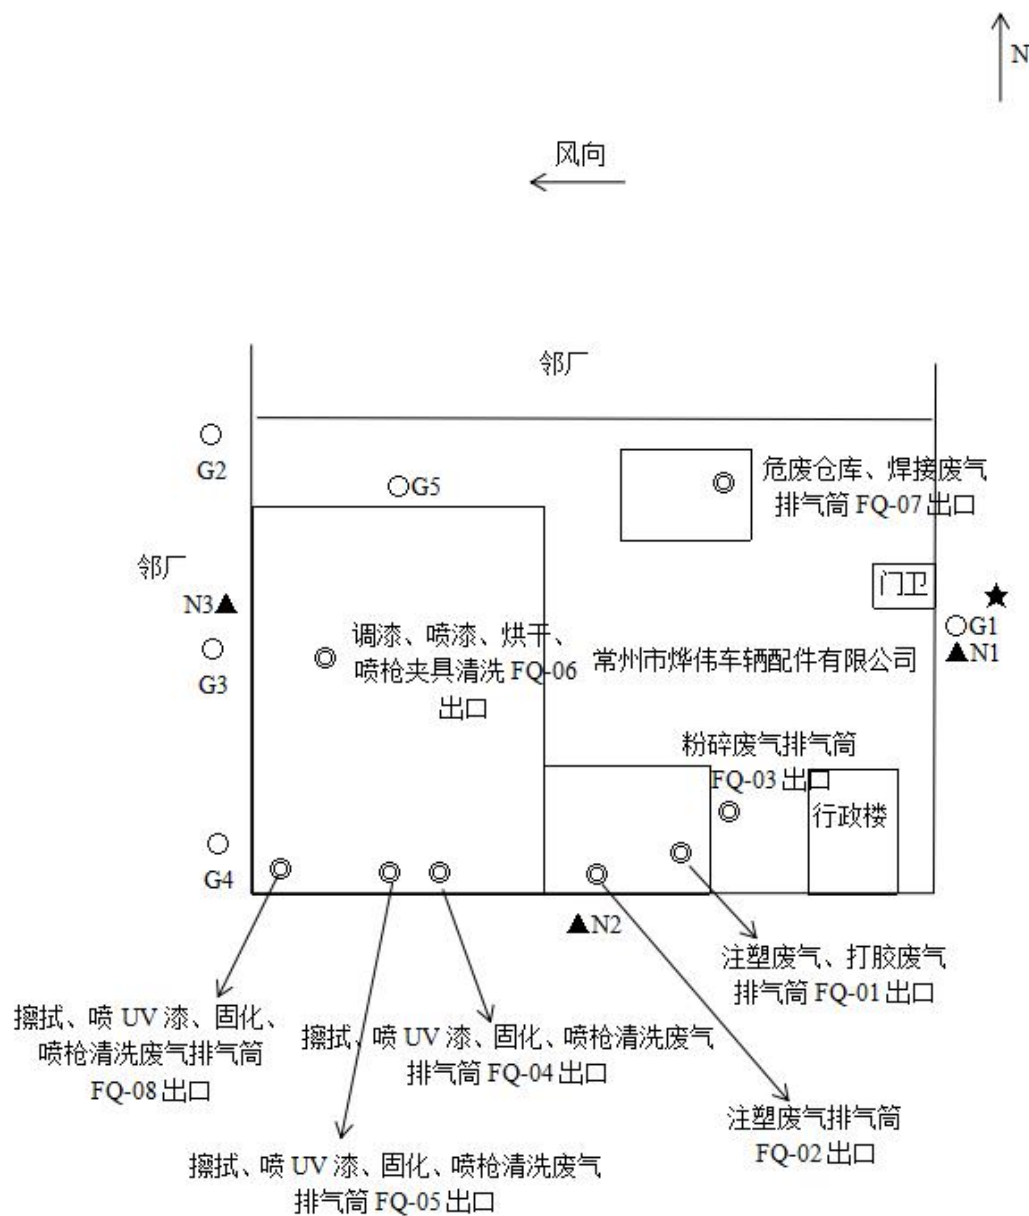 N
风向
邻厂
G2
G5
危废仓库、焊接废气
排气筒 FQ-07 出口
邻厂
门卫
N3▲
★
G1
▲N1
调漆、喷漆、烘干、
喷枪夹具清洗 FQ-06
出口
常州市烨伟车辆配件有限公司
G3
粉碎废气排气筒
FQ-03 出口
行政楼
G4
▲N2
注塑废气、打胶废气
排气筒 FQ-01 出口
擦拭、喷 UV 漆、固化、
喷枪清洗废气排气筒
FQ-08 出口
擦拭、喷 UV 漆、固化、喷枪清洗废气
排气筒 FQ-04 出口
注塑废气排气筒
FQ-02 出口
擦拭、喷 UV 漆、固化、喷枪清洗废气
排气筒 FQ-05 出口